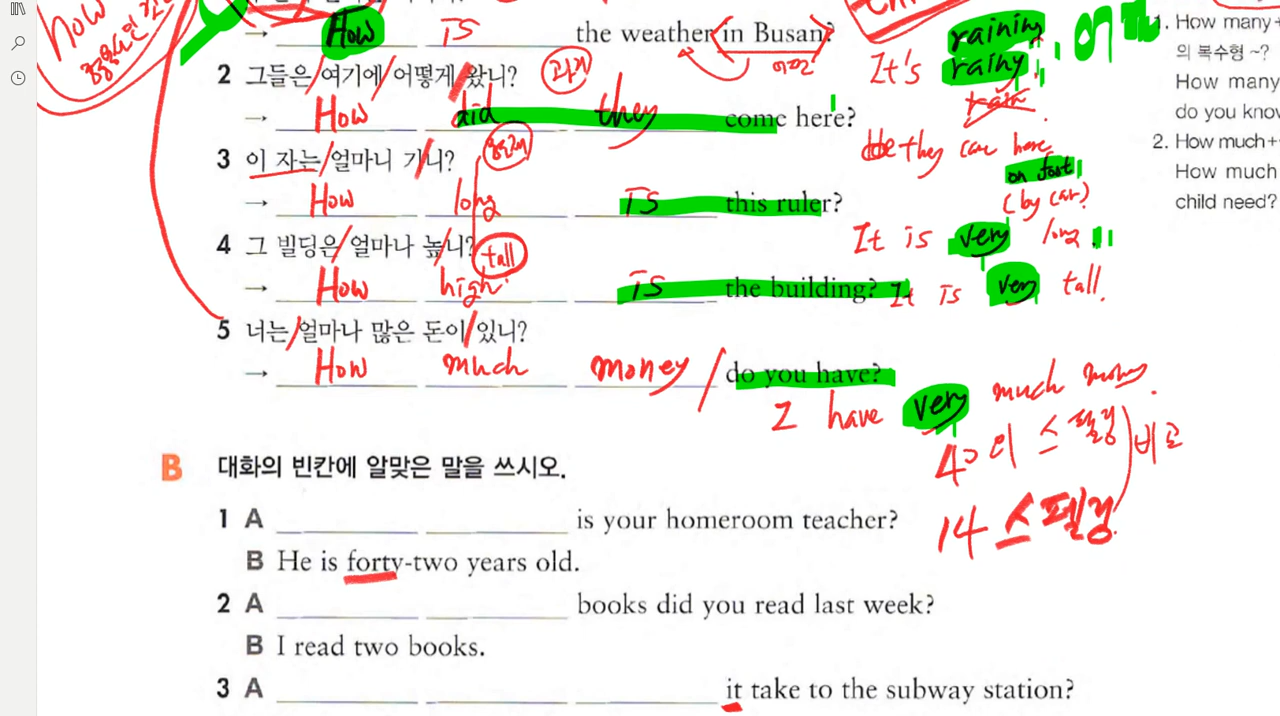 How
정도인
→ How is the weather in Busan?
It's raining
rainy
rain
2 그들은/여기에/어떻게/왔니? 과거
→ How did they come here?
they came here
on foot
(by car)
3 이 자는/얼마나 기/니?
→ How long is this ruler?
It is very long.
4 그 빌딩은/얼마나 높/니? tall
→ How high is the building?
It is very tall.
5 너는/얼마나 많은 돈이/있니?
→ How much money / do you have?
I have very much money.
40의 스펠링
비교
14 스펠링
B 대화의 빈칸에 알맞은 말을 쓰시오.
1 A is your homeroom teacher?
B He is forty-two years old.
2 A books did you read last week?
B I read two books.
3 A it take to the subway station?
1. How many+
의 복수형 ~?
How many
do you know
2. How much+
How much
child need?